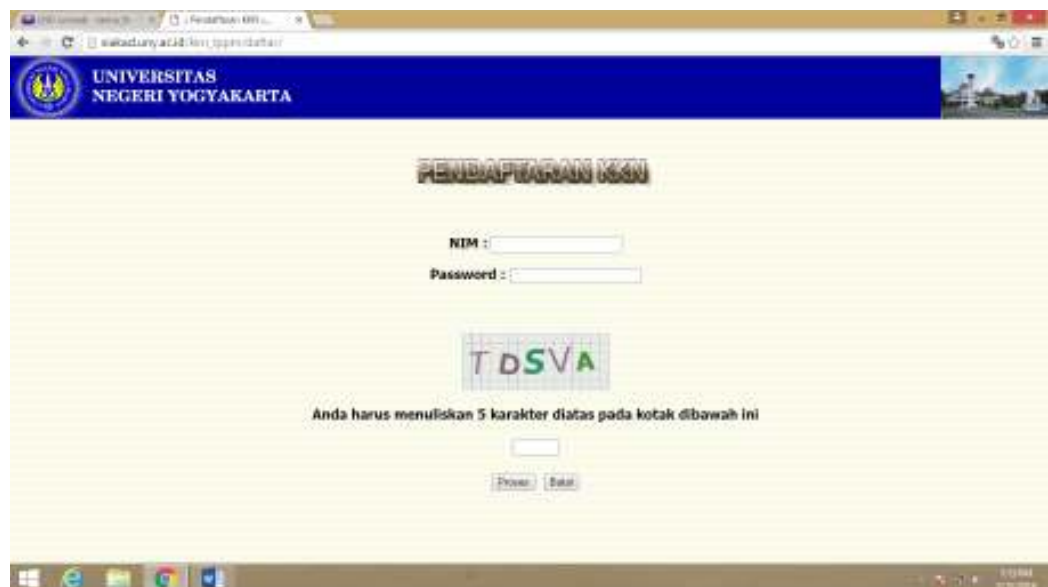 UNIVERSITAS
NEGERI YOGYAKARTA
PENDAFTARAN KKN
NIM :
Password :
TDSVA
Anda harus menuliskan 5 karakter diatas pada kotak dibawah ini
Proses Batal